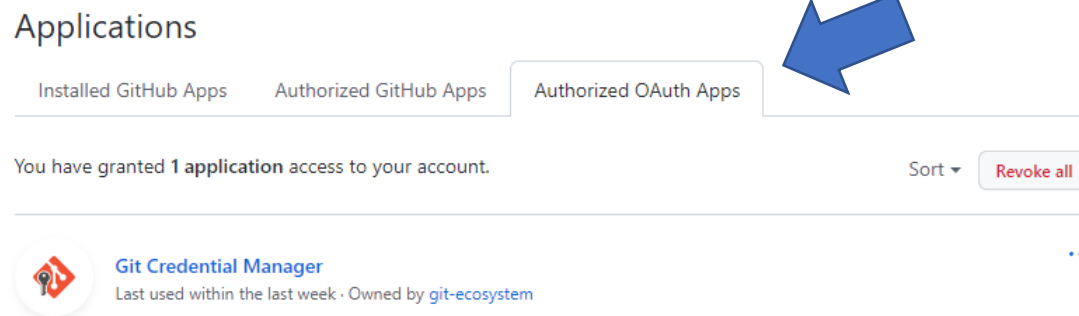 Applications
Installed GitHub Apps Authorized GitHub Apps Authorized OAuth Apps
You have granted 1 application access to your account. Sort Revoke all
Git Credential Manager
Last used within the last week · Owned by git-ecosystem